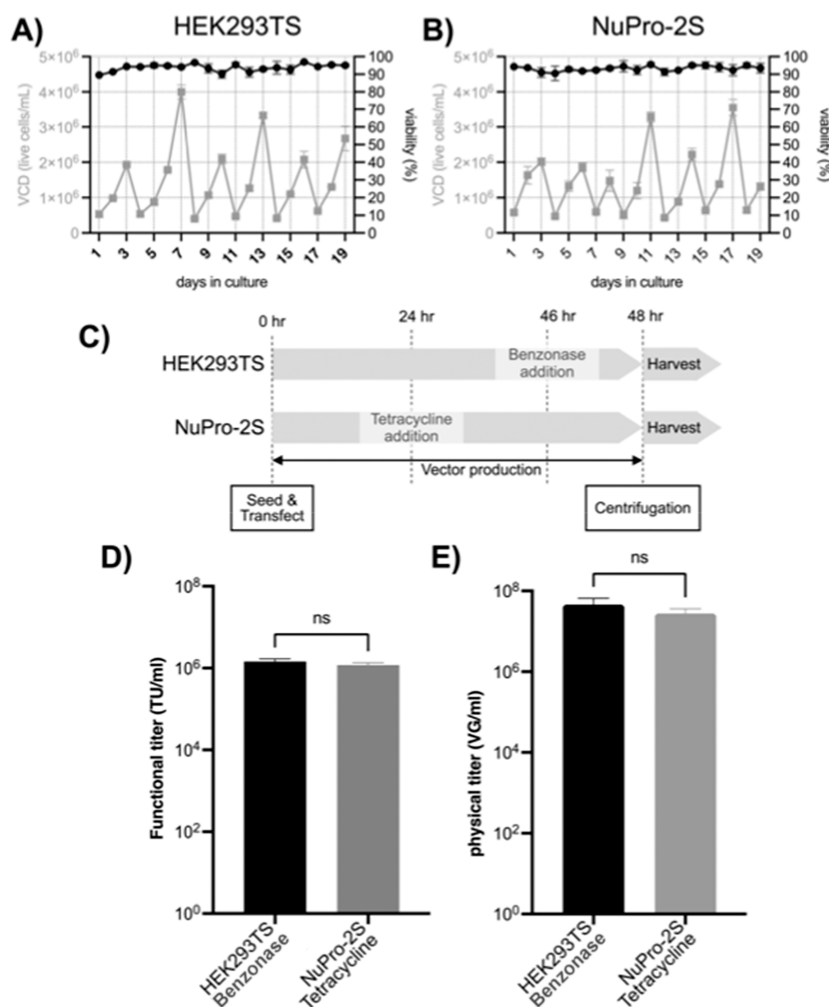 A)
HEK293TS
5×10⁶
4×10⁶
3×10⁶
2×10⁶
1×10⁶
0
VCD (live cells/mL)
100
90
80
70
60
50
40
30
20
10
0
viability (%)
1 3 5 7 9 11 13 15 17 19
days in culture
B)
NuPro-2S
5×10⁶
4×10⁶
3×10⁶
2×10⁶
1×10⁶
0
VCD (live cells/mL)
100
90
80
70
60
50
40
30
20
10
0
viability (%)
1 3 5 7 9 11 13 15 17 19
days in culture
C)
0 hr 24 hr 46 hr 48 hr
HEK293TS
Benzonase
addition
Harvest
NuPro-2S
Tetracycline
addition
Harvest
Vector production
Seed &
Transfect
Centrifugation
D)
10⁸
10⁶
10⁴
10²
10⁰
Functional titer (TU/ml)
ns
HEK293TS
Benzonase
NuPro-2S
Tetracycline
E)
10⁸
10⁶
10⁴
10²
10⁰
physical titer (VG/ml)
ns
HEK293TS
Benzonase
NuPro-2S
Tetracycline